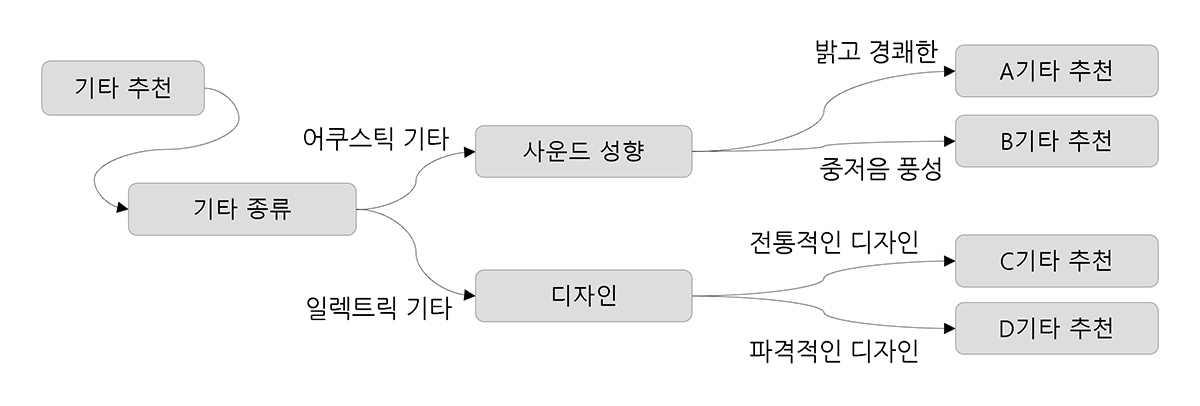 기타 추천
기타 종류
어쿠스틱 기타
일렉트릭 기타
사운드 성향
디자인
밝고 경쾌한
중저음 풍성
전통적인 디자인
파격적인 디자인
A기타 추천
B기타 추천
C기타 추천
D기타 추천